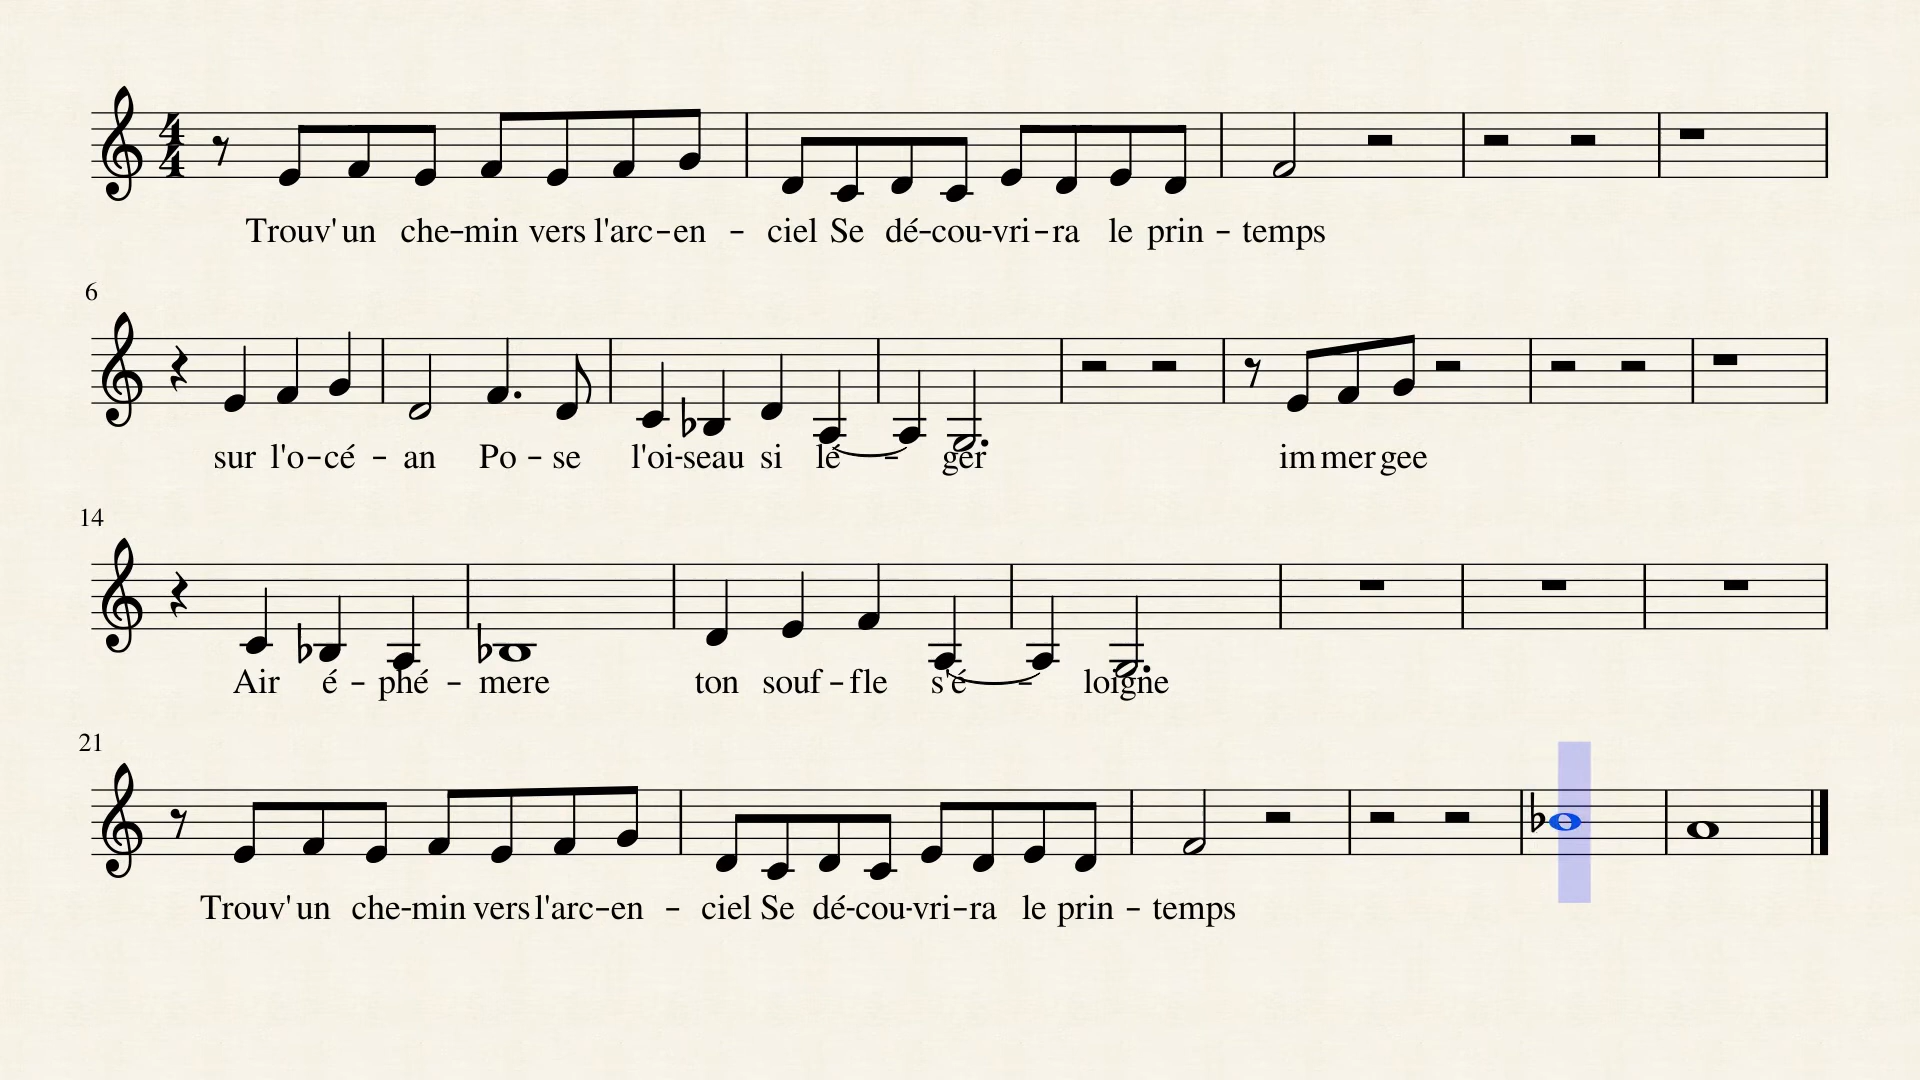 Trouv' un che-min vers l'arc-en - ciel Se dé-cou-vri-ra le prin - temps
6
sur l'o-cé - an Po - se l'oi-seau si lé - ger im mer gee
14
Air é - phé - mere ton souf - fle s'é - loigne
21
Trouv' un che-min vers l'arc-en - ciel Se dé-cou-vri-ra le prin - temps